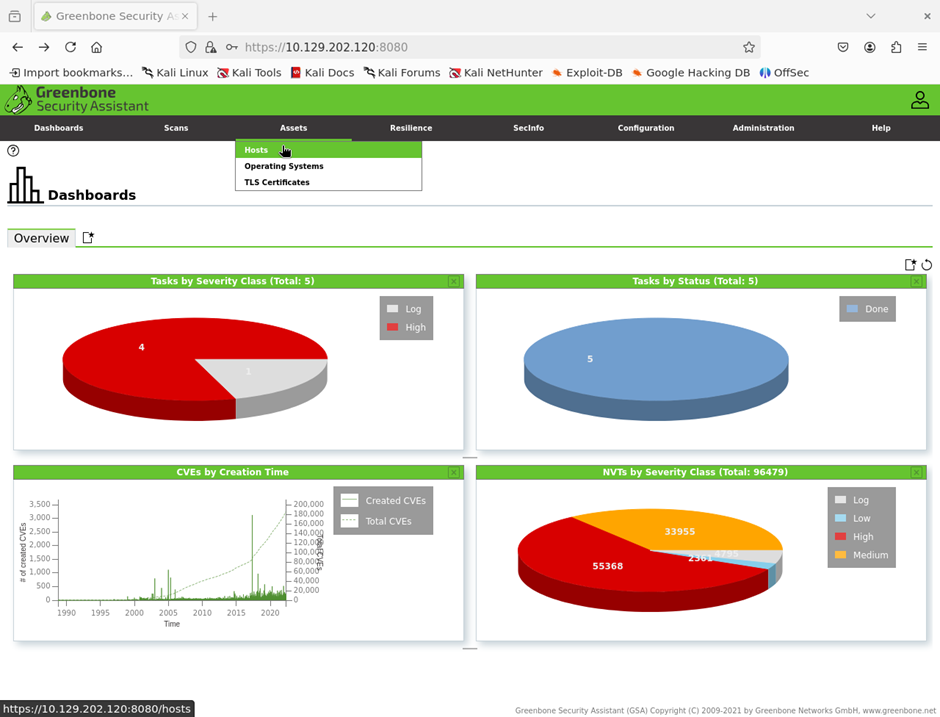 Greenbone Security As
https://10.129.202.120:8080
Import bookmarks... Kali Linux Kali Tools Kali Docs Kali Forums Kali NetHunter Exploit-DB Google Hacking DB OffSec
Greenbone
Security Assistant
Dashboards Scans Assets Resilience SecInfo Configuration Administration Help
Hosts
Operating Systems
TLS Certificates
Dashboards
Overview
Tasks by Severity Class (Total: 5)
Log
High
4
1
Tasks by Status (Total: 5)
Done
5
CVEs by Creation Time
Created CVEs
Total CVEs
# of created CVEs
3,500
3,000
2,500
2,000
1,500
1,000
500
0
200,000
180,000
160,000
140,000
120,000
100,000
80,000
60,000
40,000
20,000
0
1990 1995 2000 2005 2010 2015 2020
Time
NVTs by Severity Class (Total: 96479)
Log
Low
High
Medium
33955
4795
2361
55368
https://10.129.202.120:8080/hosts
Greenbone Security Assistant (GSA) Copyright (C) 2009-2021 by Greenbone Networks GmbH, www.greenbone.net